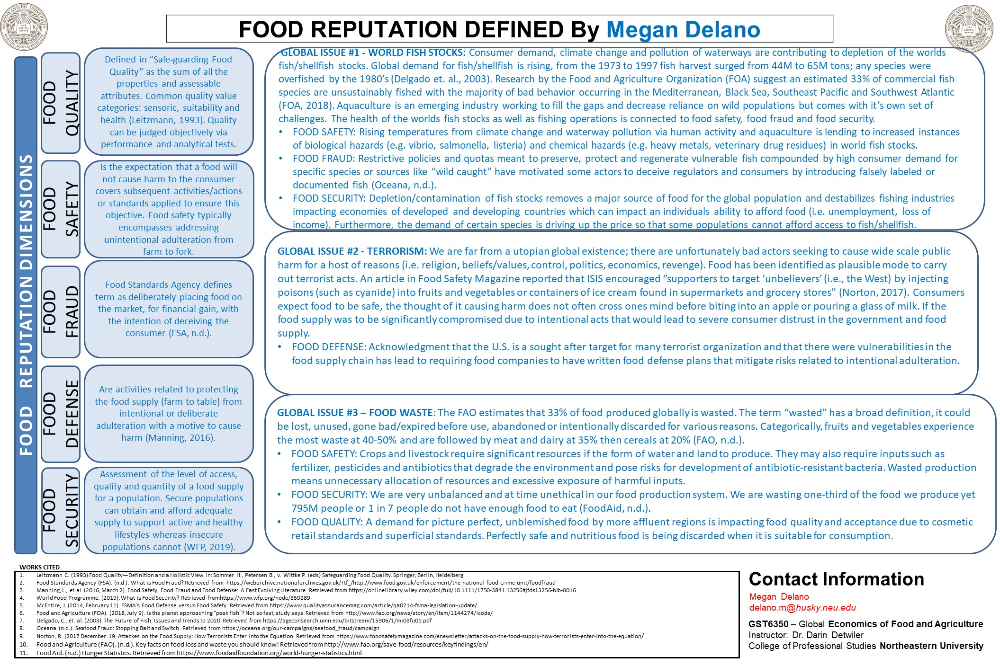 NORTHEASTERN UNIVERSITY
LVX VERITAS VIRTVS
BOSTON, MASSACHUSETTS
FOOD REPUTATION DEFINED By Megan Delano
NORTHEASTERN UNIVERSITY
LVX VERITAS VIRTVS
BOSTON, MASSACHUSETTS
FOOD REPUTATION DIMENSIONS
FOOD
QUALITY
Defined in “Safe-guarding Food
Quality” as the sum of all the
properties and assessable
attributes. Common quality value
categories: sensoric, suitability and
health (Leitzmann, 1993). Quality
can be judged objectively via
performance and analytical tests.
FOOD
SAFETY
Is the expectation that a food will
not cause harm to the consumer
covers subsequent activities/actions
or standards applied to ensure this
objective. Food safety typically
encompasses addressing
unintentional adulteration from
farm to fork.
FOOD
FRAUD
Food Standards Agency defines
term as deliberately placing food on
the market, for financial gain, with
the intention of deceiving the
consumer (FSA, n.d.).
FOOD
DEFENSE
Are activities related to protecting
the food supply (farm to table) from
intentional or deliberate
adulteration with a motive to cause
harm (Manning, 2016).
FOOD
SECURITY
Assessment of the level of access,
quality and quantity of a food supply
for a population. Secure populations
can obtain and afford adequate
supply to support active and healthy
lifestyles whereas insecure
populations cannot (WFP, 2019).
GLOBAL ISSUE #1 - WORLD FISH STOCKS: Consumer demand, climate change and pollution of waterways are contributing to depletion of the worlds
fish/shellfish stocks. Global demand for fish/shellfish is rising, from the 1973 to 1997 fish harvest surged from 44M to 65M tons; any species were
overfished by the 1980’s (Delgado et. al., 2003). Research by the Food and Agriculture Organization (FOA) suggest an estimated 33% of commercial fish
species are unsustainably fished with the majority of bad behavior occurring in the Mediterranean, Black Sea, Southeast Pacific and Southwest Atlantic
(FOA, 2018). Aquaculture is an emerging industry working to fill the gaps and decrease reliance on wild populations but comes with it’s own set of
challenges. The health of the worlds fish stocks as well as fishing operations is connected to food safety, food fraud and food security.
• FOOD SAFETY: Rising temperatures from climate change and waterway pollution via human activity and aquaculture is lending to increased instances
of biological hazards (e.g. vibrio, salmonella, listeria) and chemical hazards (e.g. heavy metals, veterinary drug residues) in world fish stocks.
• FOOD FRAUD: Restrictive policies and quotas meant to preserve, protect and regenerate vulnerable fish compounded by high consumer demand for
specific species or sources like “wild caught” have motivated some actors to deceive regulators and consumers by introducing falsely labeled or
documented fish (Oceana, n.d.).
• FOOD SECURITY: Depletion/contamination of fish stocks removes a major source of food for the global population and destabilizes fishing industries
impacting economies of developed and developing countries which can impact an individuals ability to afford food (i.e. unemployment, loss of
income). Furthermore, the demand of certain species is driving up the price so that some populations cannot afford access to fish/shellfish.
GLOBAL ISSUE #2 - TERRORISM: We are far from a utopian global existence; there are unfortunately bad actors seeking to cause wide scale public
harm for a host of reasons (i.e. religion, beliefs/values, control, politics, economics, revenge). Food has been identified as plausible mode to carry
out terrorist acts. An article in Food Safety Magazine reported that ISIS encouraged “supporters to target ‘unbelievers’ (i.e., the West) by injecting
poisons (such as cyanide) into fruits and vegetables or containers of ice cream found in supermarkets and grocery stores” (Norton, 2017). Consumers
expect food to be safe, the thought of it causing harm does not often cross ones mind before biting into an apple or pouring a glass of milk. If the
food supply was to be significantly compromised due to intentional acts that would lead to severe consumer distrust in the government and food
supply.
• FOOD DEFENSE: Acknowledgment that the U.S. is a sought after target for many terrorist organization and that there were vulnerabilities in the
food supply chain has lead to requiring food companies to have written food defense plans that mitigate risks related to intentional adulteration.
GLOBAL ISSUE #3 – FOOD WASTE: The FAO estimates that 33% of food produced globally is wasted. The term “wasted” has a broad definition, it could
be lost, unused, gone bad/expired before use, abandoned or intentionally discarded for various reasons. Categorically, fruits and vegetables experience
the most waste at 40-50% and are followed by meat and dairy at 35% then cereals at 20% (FAO, n.d.).
• FOOD SAFETY: Crops and livestock require significant resources if the form of water and land to produce. They may also require inputs such as
fertilizer, pesticides and antibiotics that degrade the environment and pose risks for development of antibiotic-resistant bacteria. Wasted production
means unnecessary allocation of resources and excessive exposure of harmful inputs.
• FOOD SECURITY: We are very unbalanced and at time unethical in our food production system. We are wasting one-third of the food we produce yet
795M people or 1 in 7 people do not have enough food to eat (FoodAid, n.d.).
• FOOD QUALITY: A demand for picture perfect, unblemished food by more affluent regions is impacting food quality and acceptance due to cosmetic
retail standards and superficial standards. Perfectly safe and nutritious food is being discarded when it is suitable for consumption.
WORKS CITED
1. Leitzmann C. (1993) Food Quality—Definition and a Holistic View. In: Sommer H., Petersen B., v. Wittke P. (eds) Safeguarding Food Quality. Springer, Berlin, Heidelberg
2. Food Standards Agency (FSA). (n.d.). What is Food Fraud? Retrieved from https://webarchive.nationalarchives.gov.uk/+tf_/http://www.food.gov.uk/enforcement/the-national-food-crime-unit/foodfraud
3. Manning, L., et al. (2016, March 2). Food Safety, Food Fraud and Food Defense: A Fast Evolving Literature. Retrieved from https://onlinelibrary.wiley.com/doi/full/10.1111/1750-3841.13256#jfds13256-bib-0016
4. World Food Programme. (2019). What is Food Security? Retrieved fromhttps://www.wfp.org/node/359289
5. McEntire, J. (2014, February 11). FSMA’s Food Defense versus Food Safety. Retrieved from https://www.qualityassurancemag.com/article/qa0214-fsma-legislation-update/
6. Food and Agriculture (FOA). (2018, July 9). Is the planet approaching “peak fish”? Not so fast, study says. Retrieved from http://www.fao.org/news/story/en/item/1144274/icode/
7. Delgado, C., et. al. (2003). The Future of Fish: Issues and Trends to 2020. Retrieved from https://ageconsearch.umn.edu/bitstream/15906/1/mi03fu01.pdf
8. Oceana. (n.d.). Seafood Fraud: Stopping Bait and Switch. Retrieved from https://oceana.org/our-campaigns/seafood_fraud/campaign
9. Norton, R. (2017 December 19. Attackes on the Food Supply: How Terrorists Enter into the Equation. Retrieved from https://www.foodsafetymagazine.com/enewsletter/attacks-on-the-food-supply-how-terrorists-enter-into-the-equation/
10. Food and Agriculture (FAO). (n.d.). Key facts on food loss and waste you should know! Retrieved from http://www.fao.org/save-food/resources/keyfindings/en/
11. Food Aid. (n.d.) Hunger Statistics. Retrieved from https://www.foodaidfoundation.org/world-hunger-statistics.html
Contact Information
Megan Delano
delano.m@husky.neu.edu
GST6350 – Global Economics of Food and Agriculture
Instructor: Dr. Darin Detwiler
College of Professional Studies Northeastern University